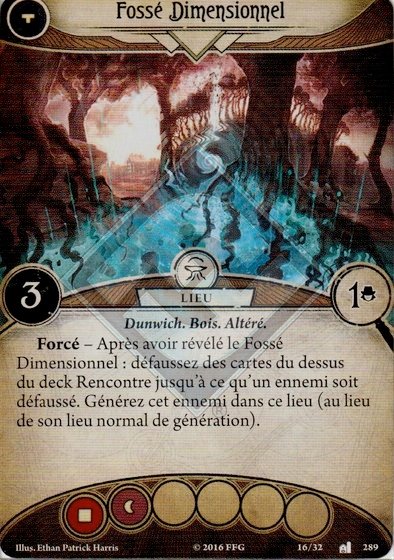 Fossé Dimensionnel
3
1
LIEU
Dunwich. Bois. Altéré.
Forcé – Après avoir révélé le Fossé
Dimensionnel : défaussez des cartes du dessus
du deck Rencontre jusqu'à ce qu'un ennemi soit
défaussé. Générez cet ennemi dans ce lieu (au lieu
de son lieu normal de génération).
Illus. Ethan Patrick Harris © 2016 FFG 16/32 289